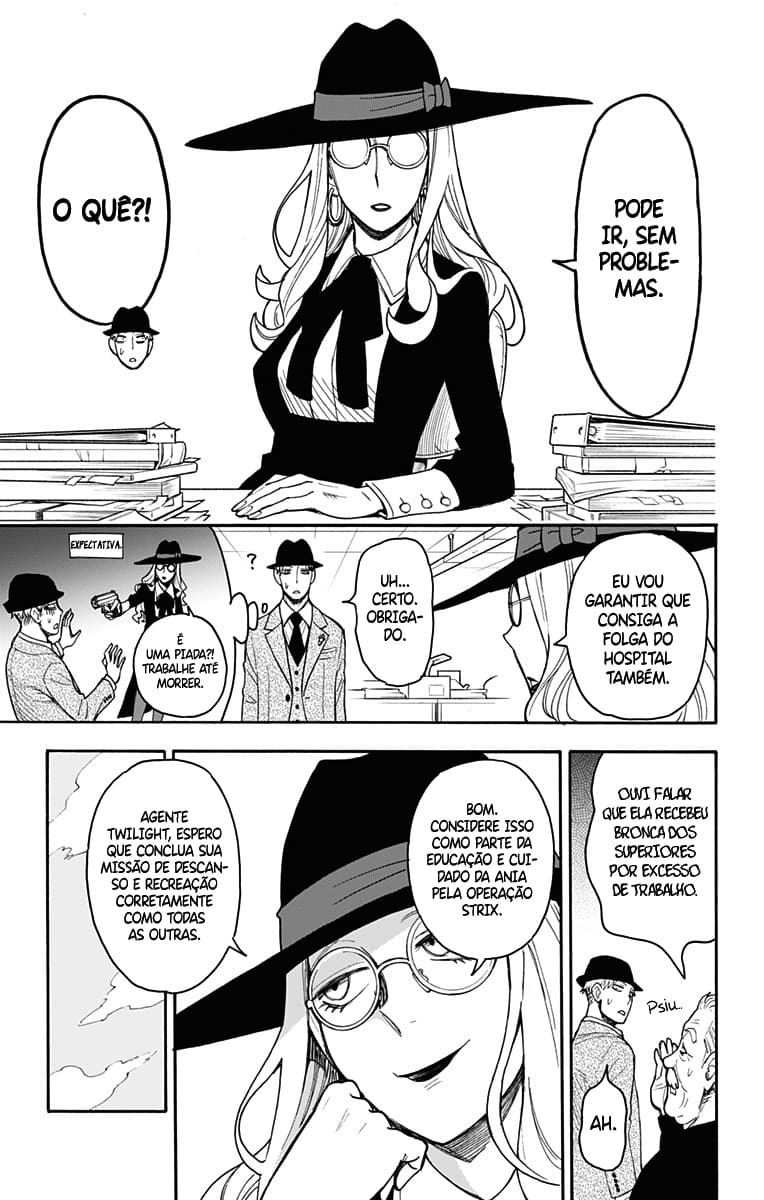 PODE
IR, SEM
PROBLE-
MAS.
O QUÊ?!
EU VOU
GARANTIR QUE
CONSIGA A
FOLGA DO
HOSPITAL
TAMBÉM.
UH...
CERTO.
OBRIGA-
DO.
?
EXPECTATIVA.
É
UMA PIADA?!
TRABALHE ATÉ
MORRER.
OUVI FALAR
QUE ELA RECEBEU
BRONCA DOS
SUPERIORES
POR EXCESSO
DE TRABALHO.
Psiu...
AH.
BOM.
CONSIDERE ISSO
COMO PARTE DA
EDUCAÇÃO E CUI-
DADO DA ANIA
PELA OPERAÇÃO
STRIX.
AGENTE
TWILIGHT, ESPERO
QUE CONCLUA SUA
MISSÃO DE DESCAN-
SO E RECREAÇÃO
CORRETAMENTE
COMO TODAS
AS OUTRAS.